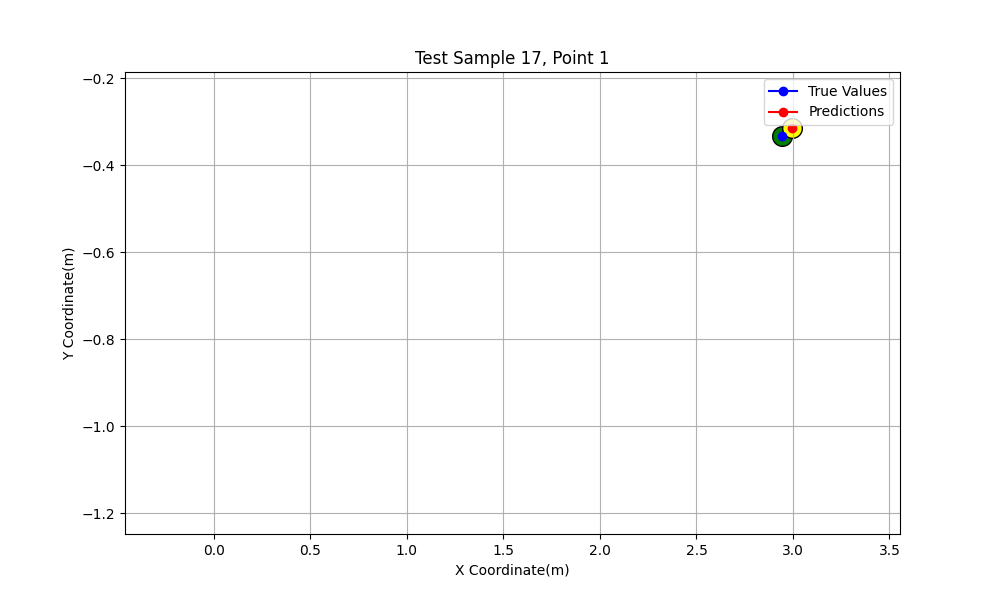 Test Sample 17, Point 1
True Values
Predictions
Y Coordinate(m)
−0.2
−0.4
−0.6
−0.8
−1.0
−1.2
0.0 0.5 1.0 1.5 2.0 2.5 3.0 3.5
X Coordinate(m)